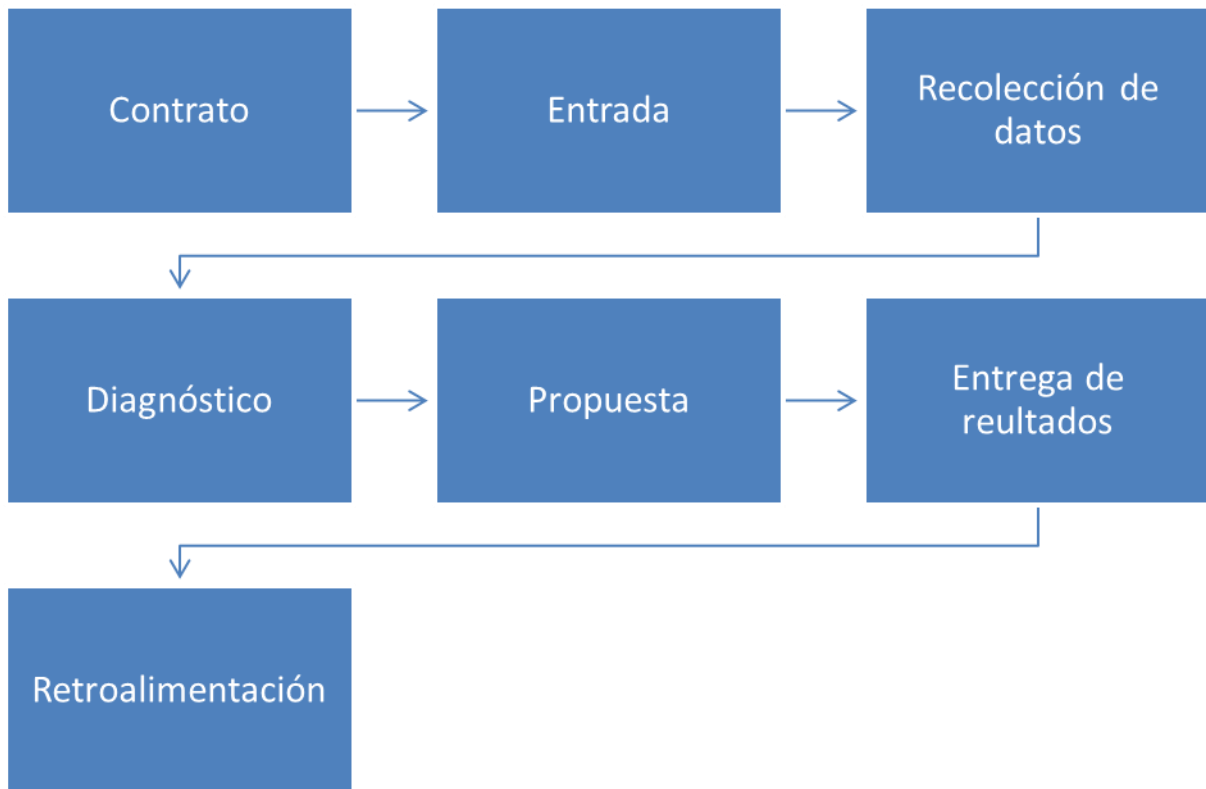 Contrato
Entrada
Recolección de
datos
Diagnóstico
Propuesta
Entrega de
reultados
Retroalimentación